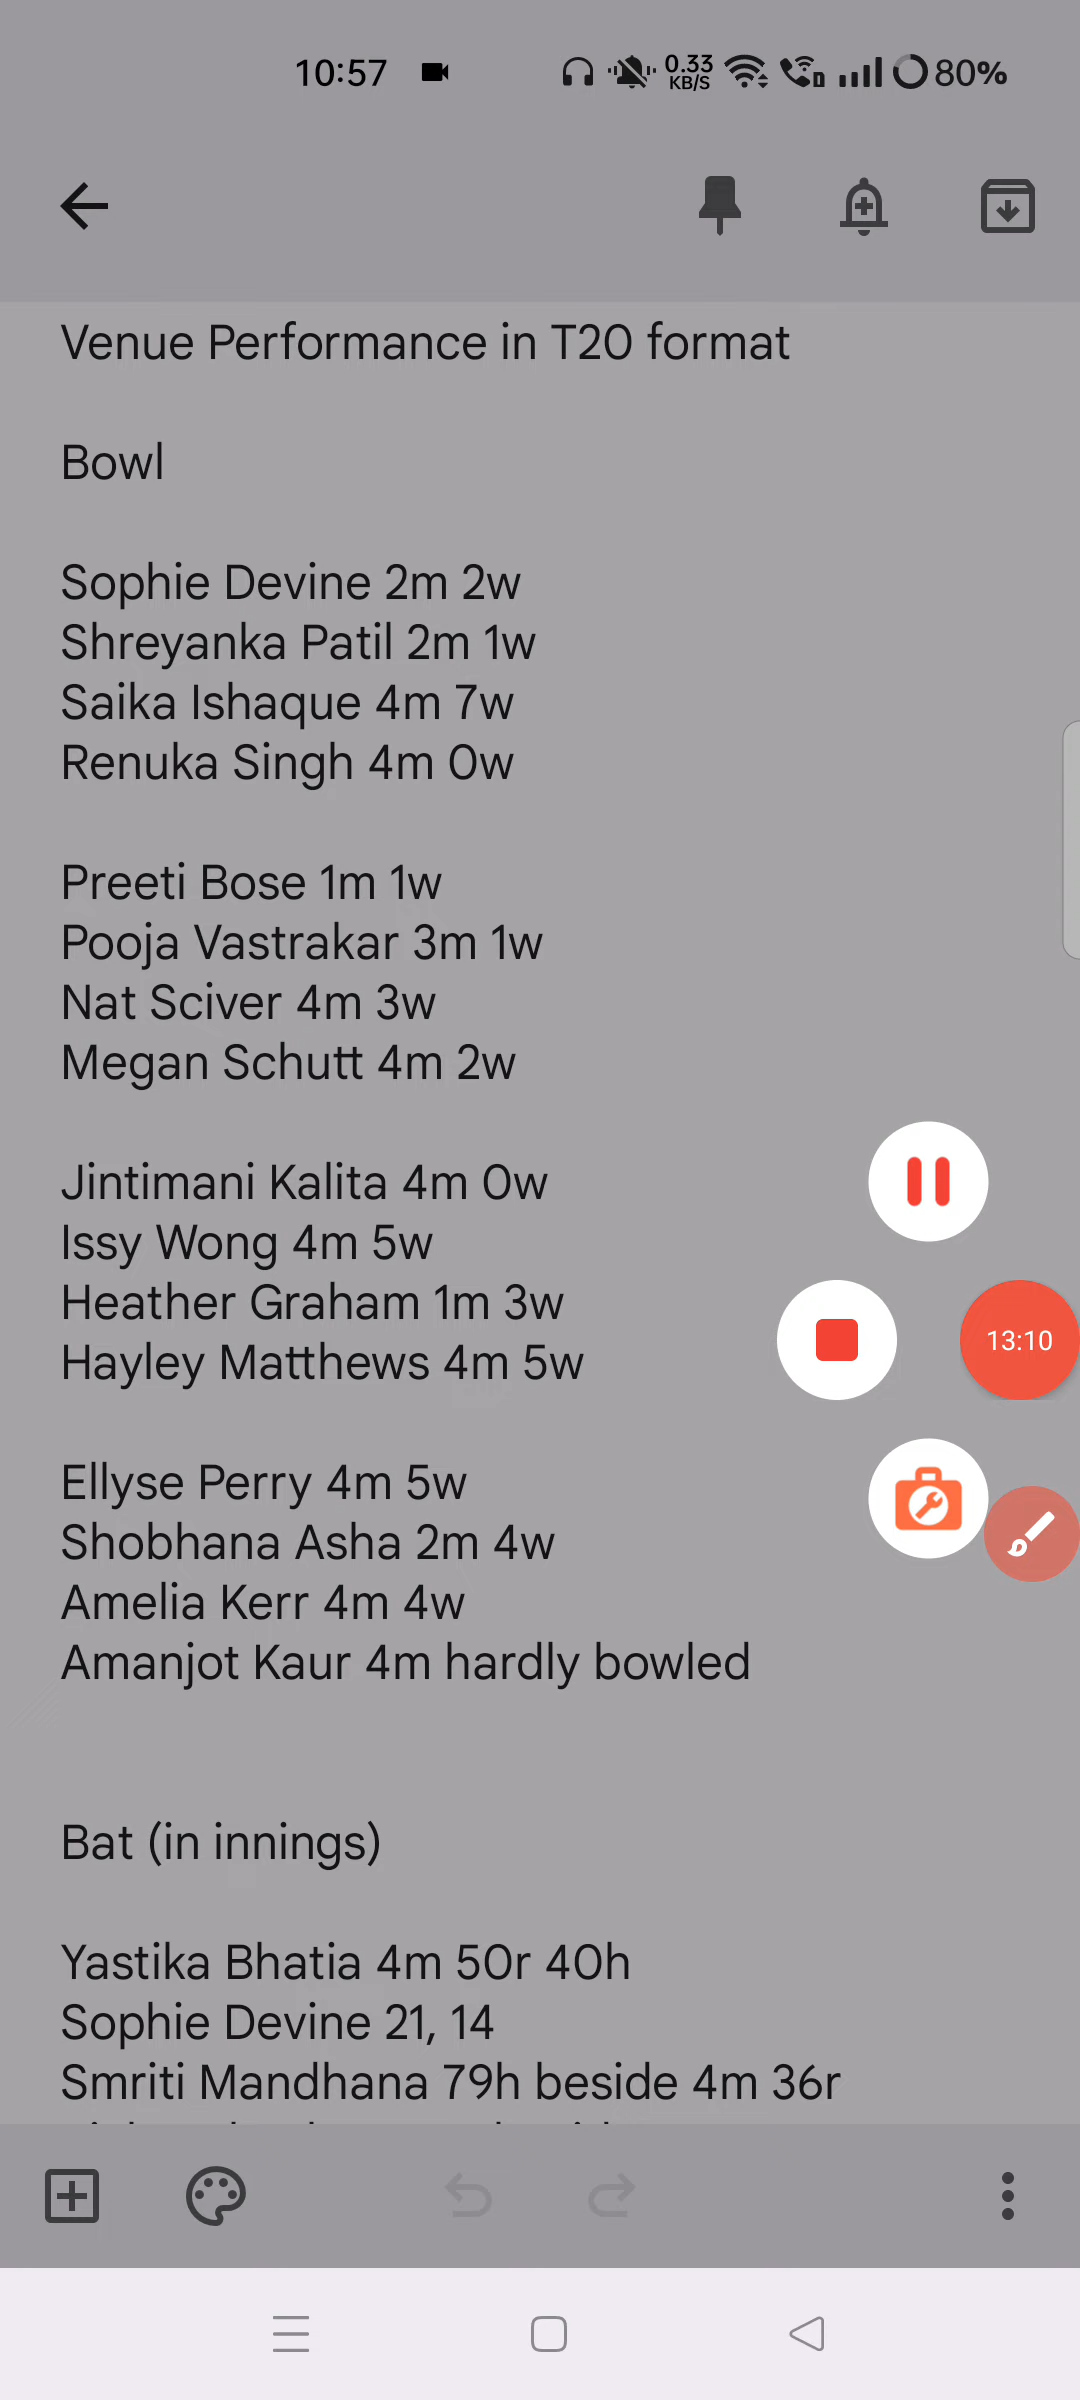 10:57
0.33
KB/S
80%
Venue Performance in T20 format
Bowl
Sophie Devine 2m 2w
Shreyanka Patil 2m 1w
Saika Ishaque 4m 7w
Renuka Singh 4m 0w
Preeti Bose 1m 1w
Pooja Vastrakar 3m 1w
Nat Sciver 4m 3w
Megan Schutt 4m 2w
Jintimani Kalita 4m 0w
Issy Wong 4m 5w
Heather Graham 1m 3w
Hayley Matthews 4m 5w
13:10
Ellyse Perry 4m 5w
Shobhana Asha 2m 4w
Amelia Kerr 4m 4w
Amanjot Kaur 4m hardly bowled
Bat (in innings)
Yastika Bhatia 4m 50r 40h
Sophie Devine 21, 14
Smriti Mandhana 79h beside 4m 36r